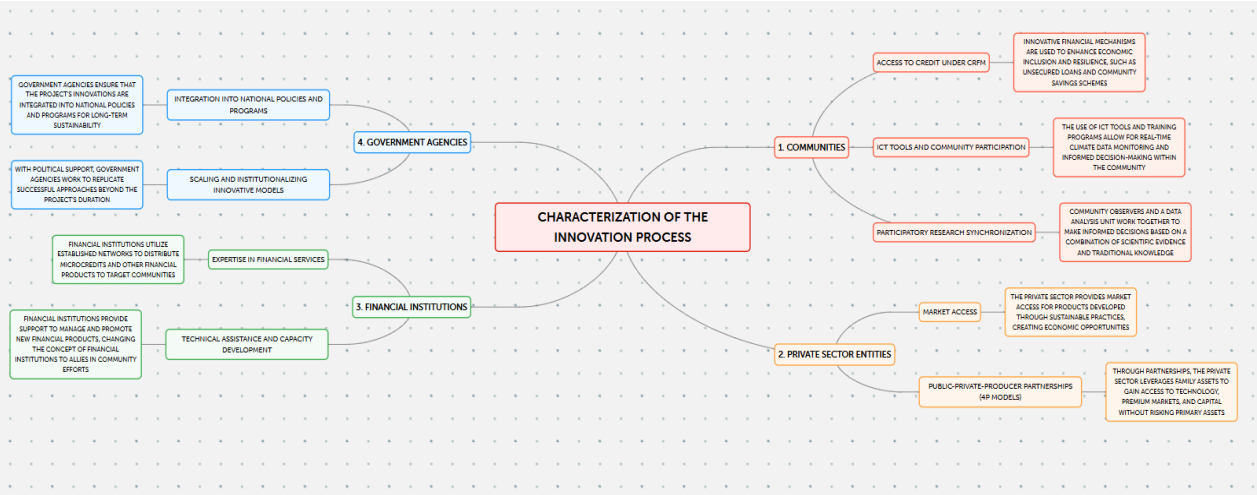 CHARACTERIZATION OF THE
INNOVATION PROCESS
1. COMMUNITIES
ACCESS TO CREDIT UNDER CRFM
INNOVATIVE FINANCIAL MECHANISMS
ARE USED TO ENHANCE ECONOMIC
INCLUSION AND RESILIENCE, SUCH AS
UNSECURED LOANS AND COMMUNITY
SAVINGS SCHEMES
ICT TOOLS AND COMMUNITY PARTICIPATION
THE USE OF ICT TOOLS AND TRAINING
PROGRAMS ALLOW FOR REAL-TIME
CLIMATE DATA MONITORING AND
INFORMED DECISION-MAKING WITHIN
THE COMMUNITY
PARTICIPATORY RESEARCH SYNCHRONIZATION
COMMUNITY OBSERVERS AND A DATA
ANALYSIS UNIT WORK TOGETHER TO
MAKE INFORMED DECISIONS BASED ON A
COMBINATION OF SCIENTIFIC EVIDENCE
AND TRADITIONAL KNOWLEDGE
2. PRIVATE SECTOR ENTITIES
MARKET ACCESS
THE PRIVATE SECTOR PROVIDES MARKET
ACCESS FOR PRODUCTS DEVELOPED
THROUGH SUSTAINABLE PRACTICES,
CREATING ECONOMIC OPPORTUNITIES
PUBLIC-PRIVATE-PRODUCER PARTNERSHIPS
(4P MODELS)
THROUGH PARTNERSHIPS, THE PRIVATE
SECTOR LEVERAGES FAMILY ASSETS TO
GAIN ACCESS TO TECHNOLOGY,
PREMIUM MARKETS, AND CAPITAL
WITHOUT RISKING PRIMARY ASSETS
3. FINANCIAL INSTITUTIONS
EXPERTISE IN FINANCIAL SERVICES
FINANCIAL INSTITUTIONS UTILIZE
ESTABLISHED NETWORKS TO DISTRIBUTE
MICROCREDITS AND OTHER FINANCIAL
PRODUCTS TO TARGET COMMUNITIES
TECHNICAL ASSISTANCE AND CAPACITY
DEVELOPMENT
FINANCIAL INSTITUTIONS PROVIDE
SUPPORT TO MANAGE AND PROMOTE
NEW FINANCIAL PRODUCTS, CHANGING
THE CONCEPT OF FINANCIAL
INSTITUTIONS TO ALLIES IN COMMUNITY
EFFORTS
4. GOVERNMENT AGENCIES
INTEGRATION INTO NATIONAL POLICIES AND
PROGRAMS
GOVERNMENT AGENCIES ENSURE THAT
THE PROJECT'S INNOVATIONS ARE
INTEGRATED INTO NATIONAL POLICIES
AND PROGRAMS FOR LONG-TERM
SUSTAINABILITY
SCALING AND INSTITUTIONALIZING
INNOVATIVE MODELS
WITH POLITICAL SUPPORT, GOVERNMENT
AGENCIES WORK TO REPLICATE
SUCCESSFUL APPROACHES BEYOND THE
PROJECT'S DURATION